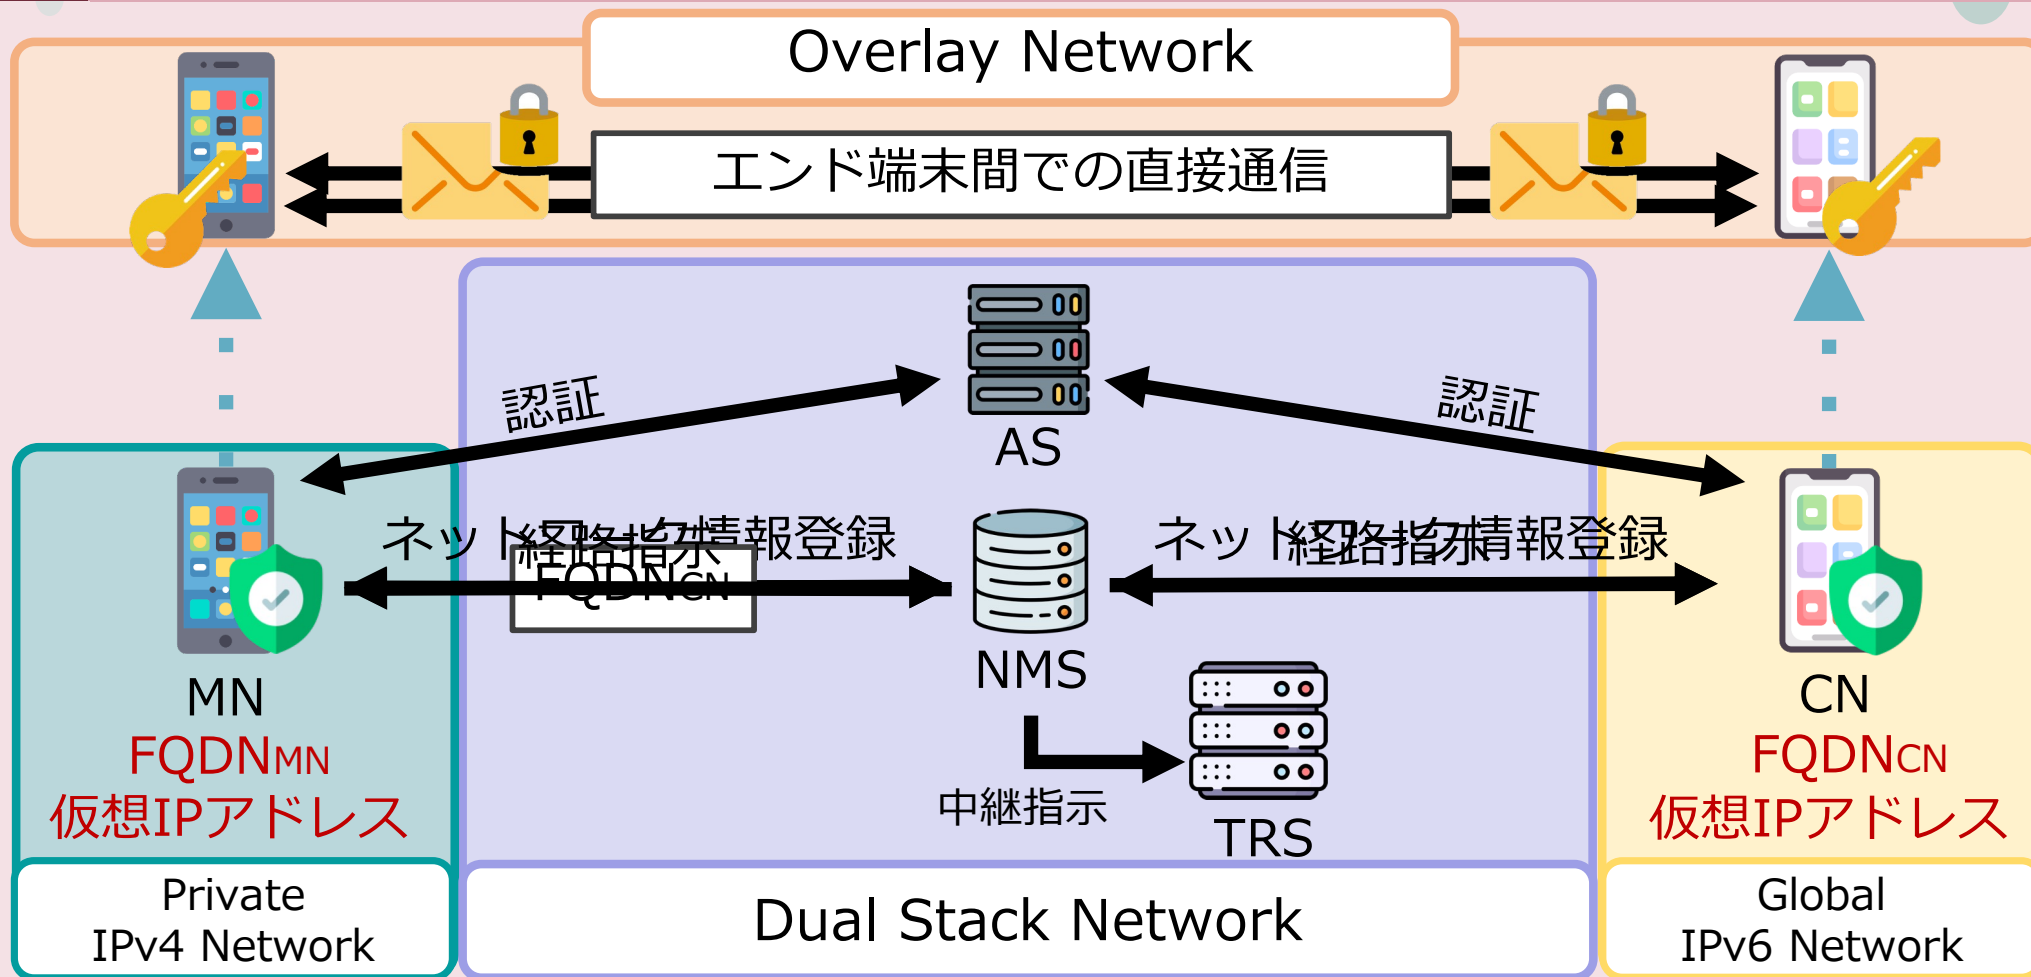 Overlay Network
エンド端末間での直接通信
認証
認証
AS
ネットワーク情報登録
経路指示
FQDNCN
ネットワーク情報登録
経路指示
NMS
MN
FQDNMN
仮想IPアドレス
中継指示
TRS
CN
FQDNCN
仮想IPアドレス
Private
IPv4 Network
Dual Stack Network
Global
IPv6 Network